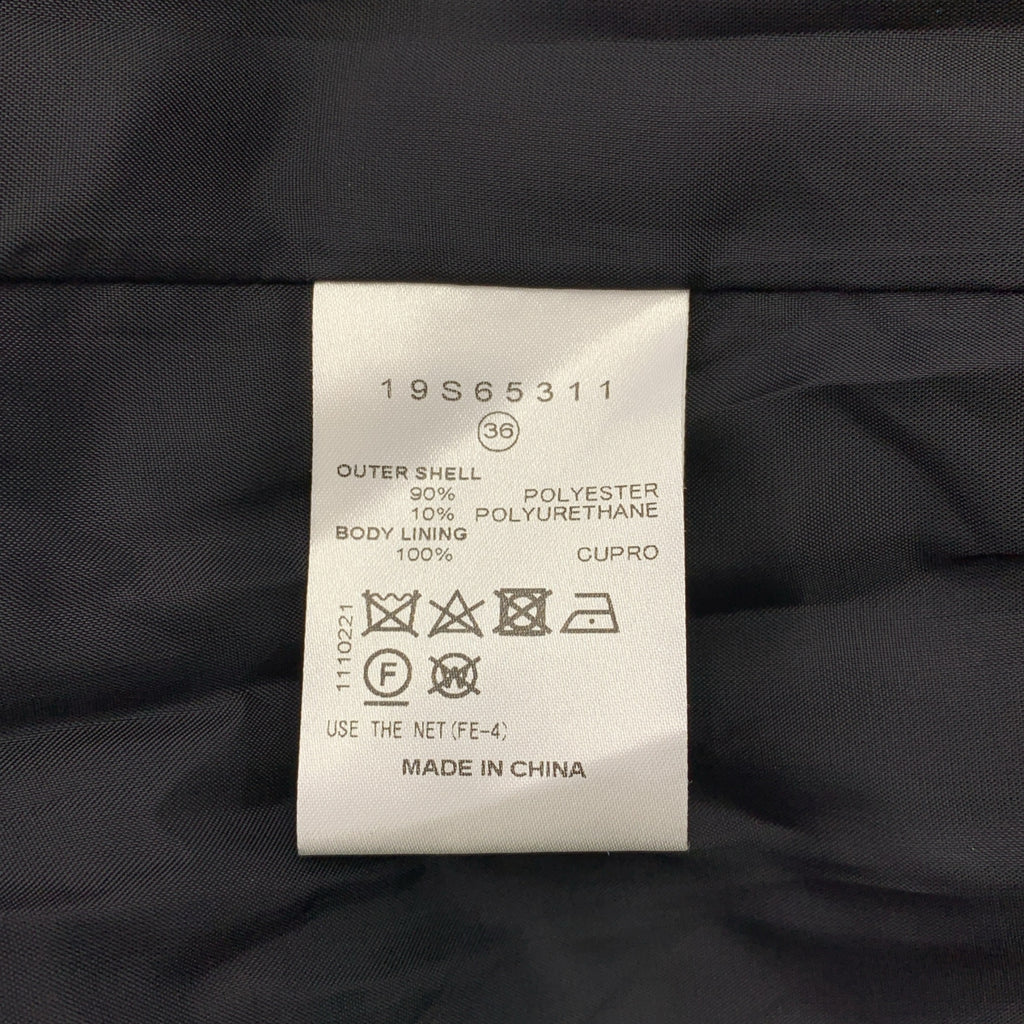 19S65311
36
OUTER SHELL
90% POLYESTER
10% POLYURETHANE
BODY LINING
100% CUPRO
1110221
F
W
USE THE NET(FE-4)
MADE IN CHINA